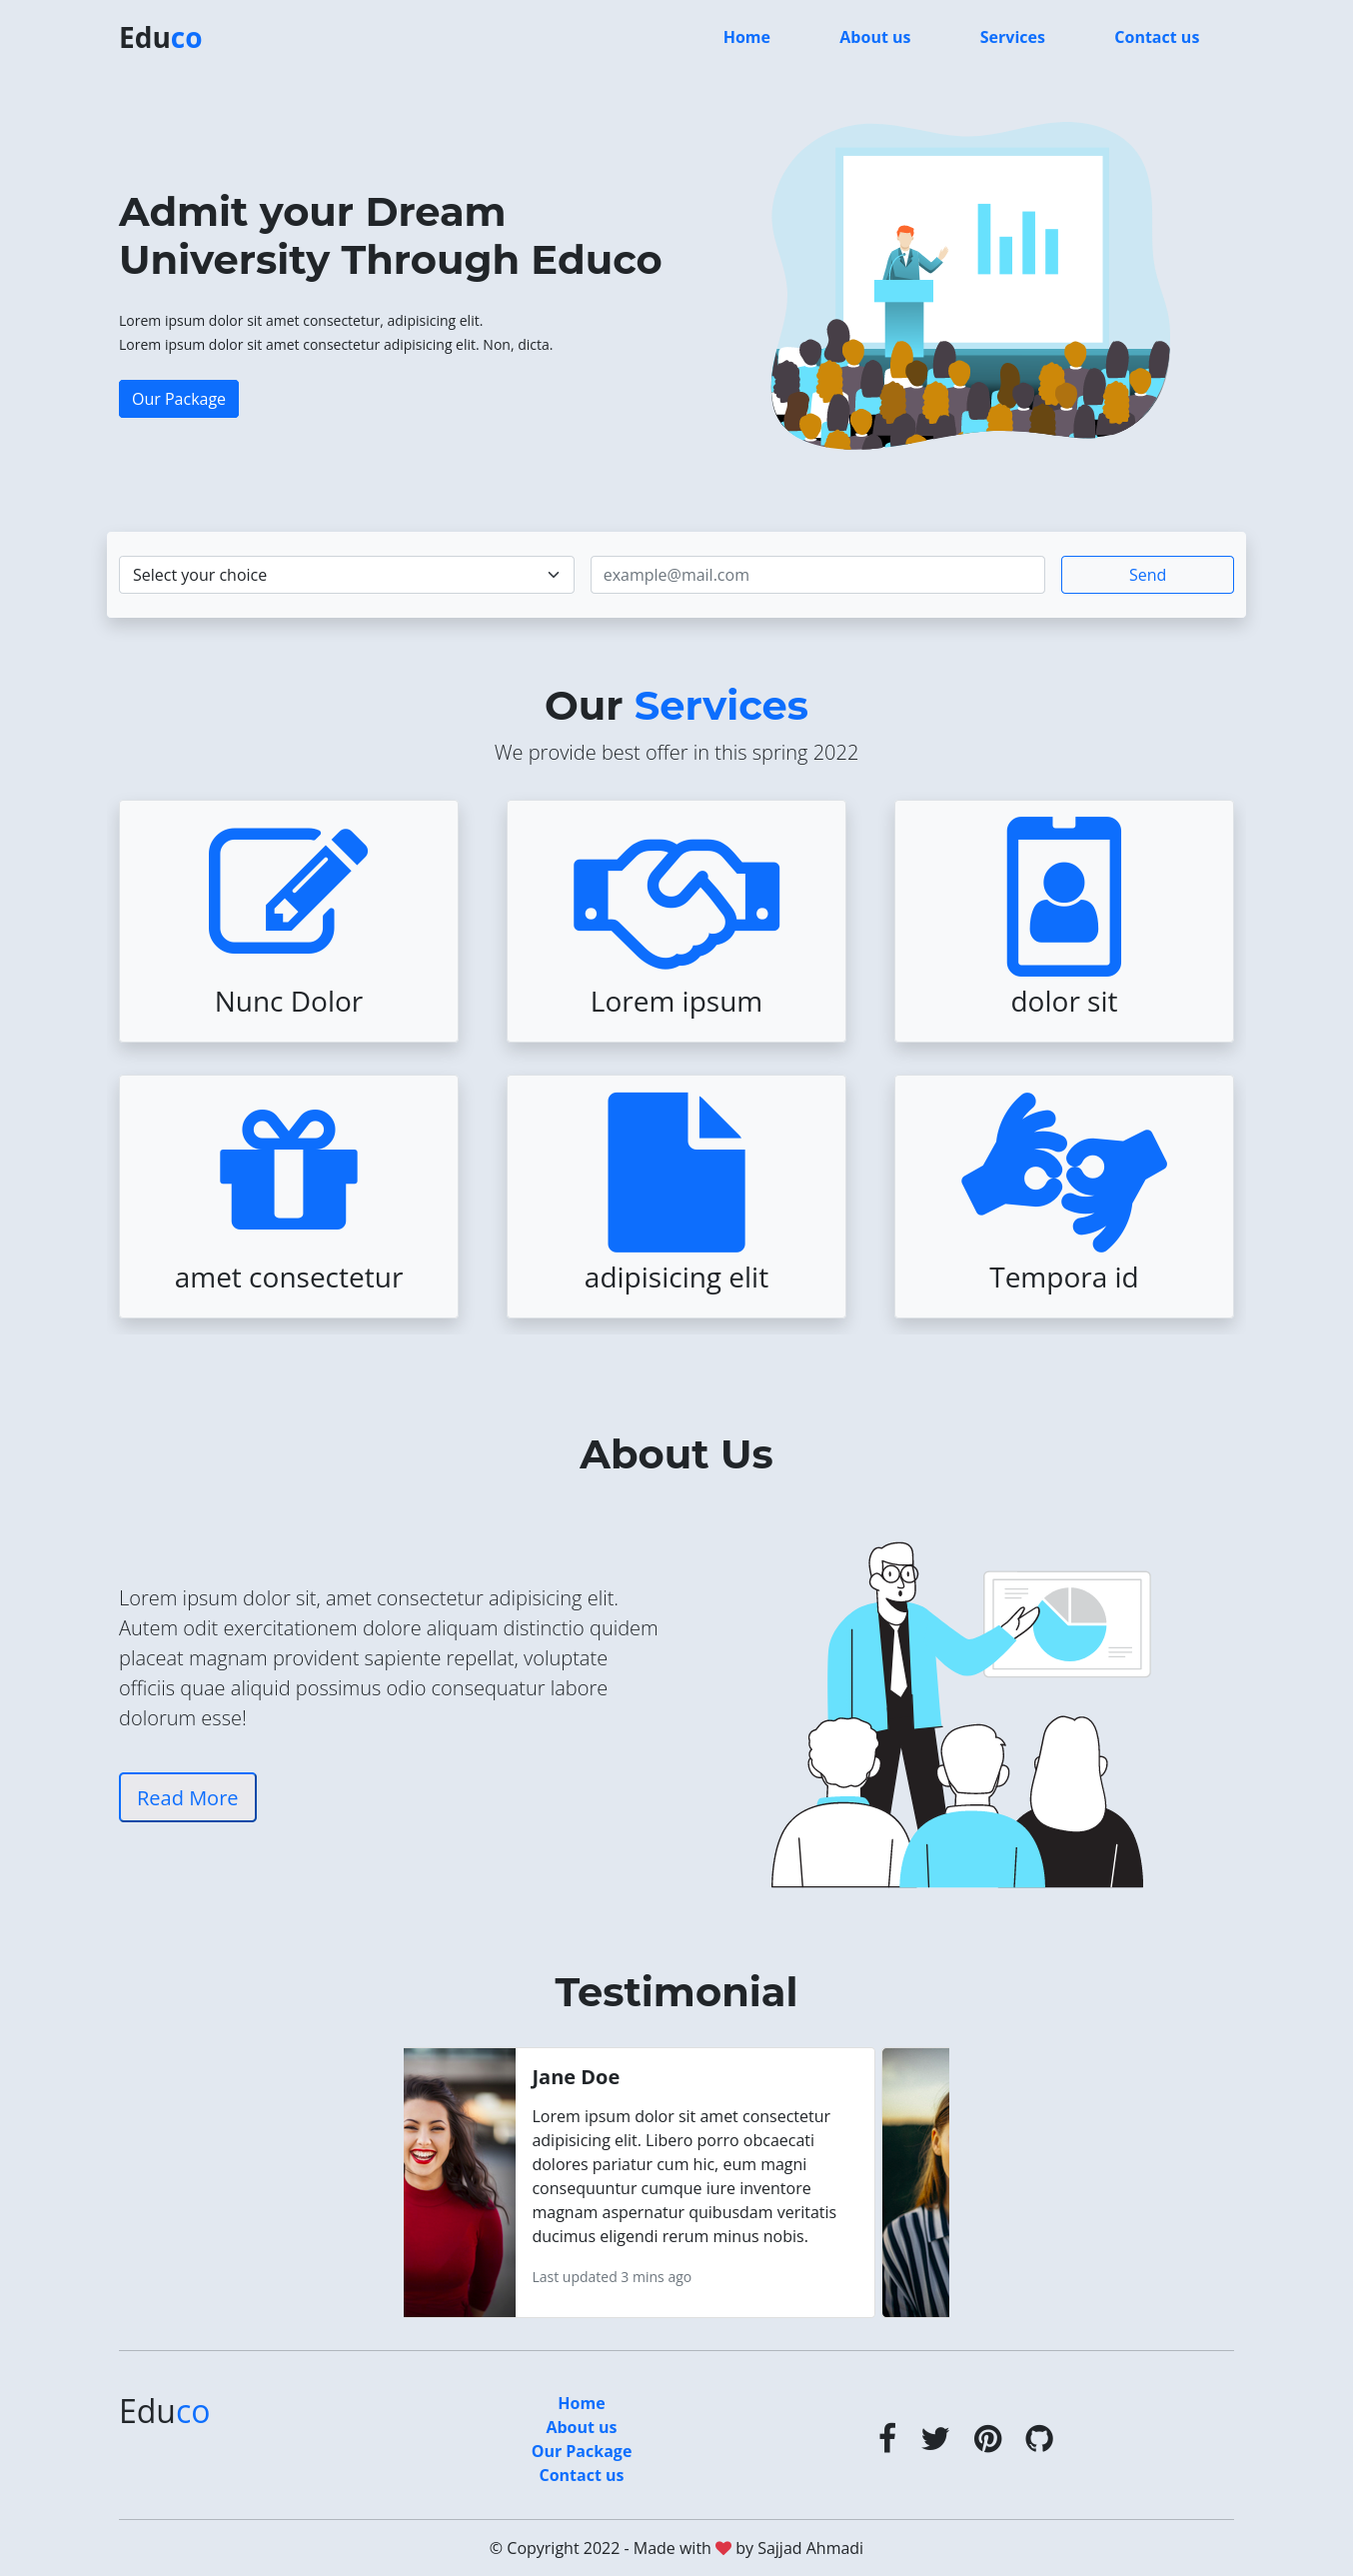 Educo
Home
About us
Services
Contact us
Admit your Dream
University Through Educo
Lorem ipsum dolor sit amet consectetur, adipisicing elit.
Lorem ipsum dolor sit amet consectetur adipisicing elit. Non, dicta.
Our Package
Select your choice
example@mail.com
Send
Our Services
We provide best offer in this spring 2022
Nunc Dolor
Lorem ipsum
dolor sit
amet consectetur
adipisicing elit
Tempora id
About Us
Lorem ipsum dolor sit, amet consectetur adipisicing elit.
Autem odit exercitationem dolore aliquam distinctio quidem
placeat magnam provident sapiente repellat, voluptate
officiis quae aliquid possimus odio consequatur labore
dolorum esse!
Read More
Testimonial
Jane Doe
Lorem ipsum dolor sit amet consectetur
adipisicing elit. Libero porro obcaecati
dolores pariatur cum hic, eum magni
consequuntur cumque iure inventore
magnam aspernatur quibusdam veritatis
ducimus eligendi rerum minus nobis.
Last updated 3 mins ago
Educo
Home
About us
Our Package
Contact us
© Copyright 2022 - Made with ❤ by Sajjad Ahmadi